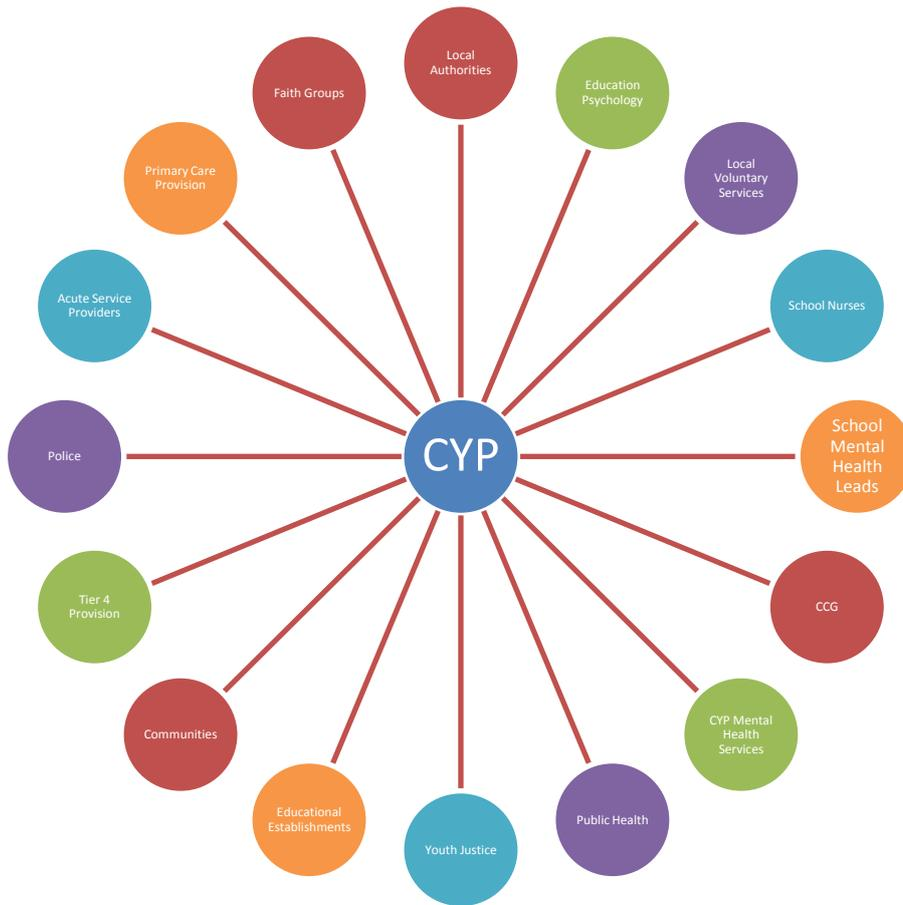 Local
Authorities
Education
Psychology
Local
Voluntary
Services
School Nurses
School
Mental
Health
Leads
CCG
CYP Mental
Health
Services
Public Health
Youth Justice
Educational
Establishments
Communities
Tier 4
Provision
Police
Acute Service
Providers
Primary Care
Provision
Faith Groups
CYP